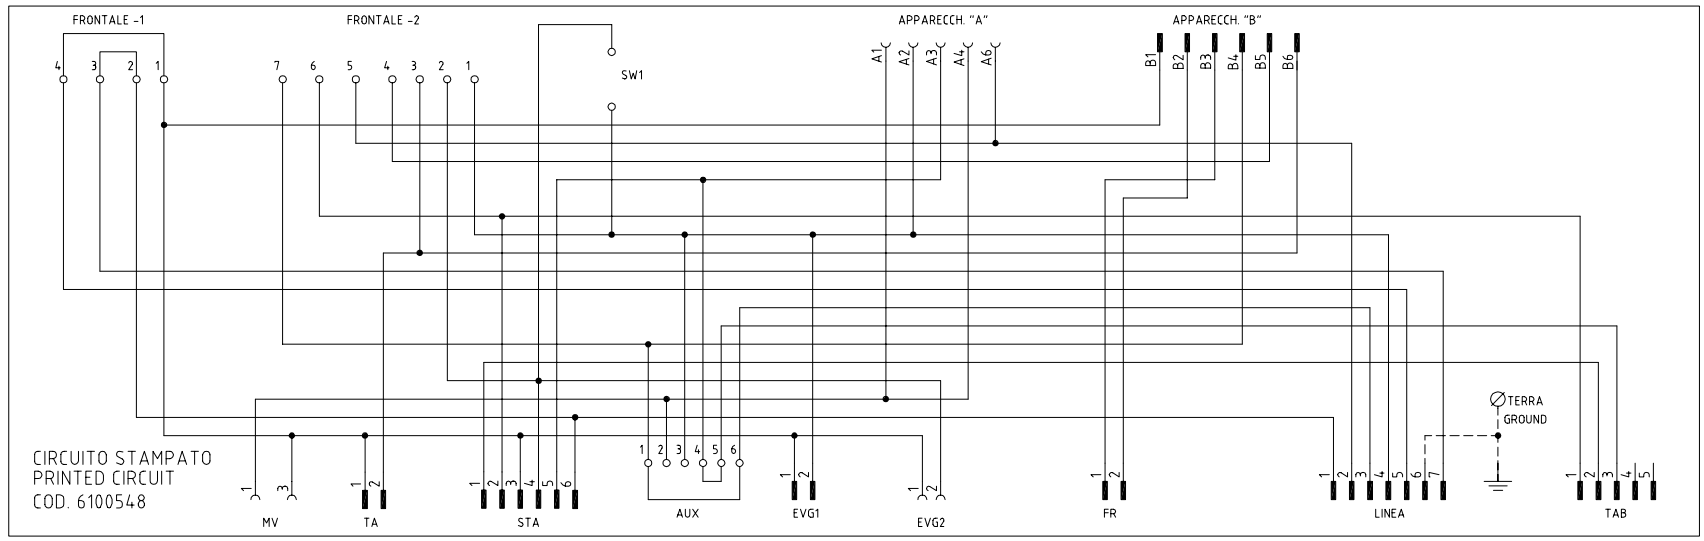 FRONTALE -1
FRONTALE -2
APPARECCH. "A"
APPARECCH. "B"
4 3 2 1
7 6 5 4 3 2 1
SW1
A1 A2 A3 A4 A6
B1 B2 B3 B4 B5 B6
TERRA
GROUND
CIRCUITO STAMPATO
PRINTED CIRCUIT
COD. 6100548
1 3
1 2
1 2 3 4 5 6
1 2 3 4 5 6
1 2
1 2
1 2
1 2 3 4 5 6 7
1 2 3 4 5
MV
TA
STA
AUX
EVG1
EVG2
FR
LINEA
TAB